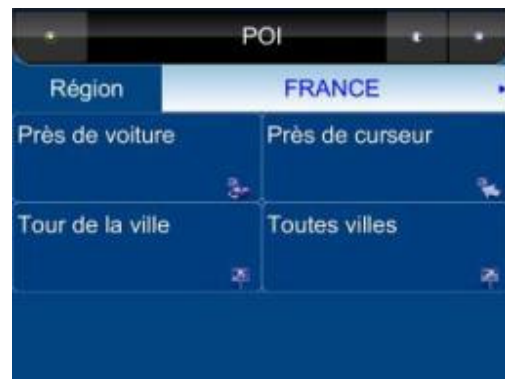 POI
Région FRANCE
Près de voiture
Près de curseur
Tour de la ville
Toutes villes